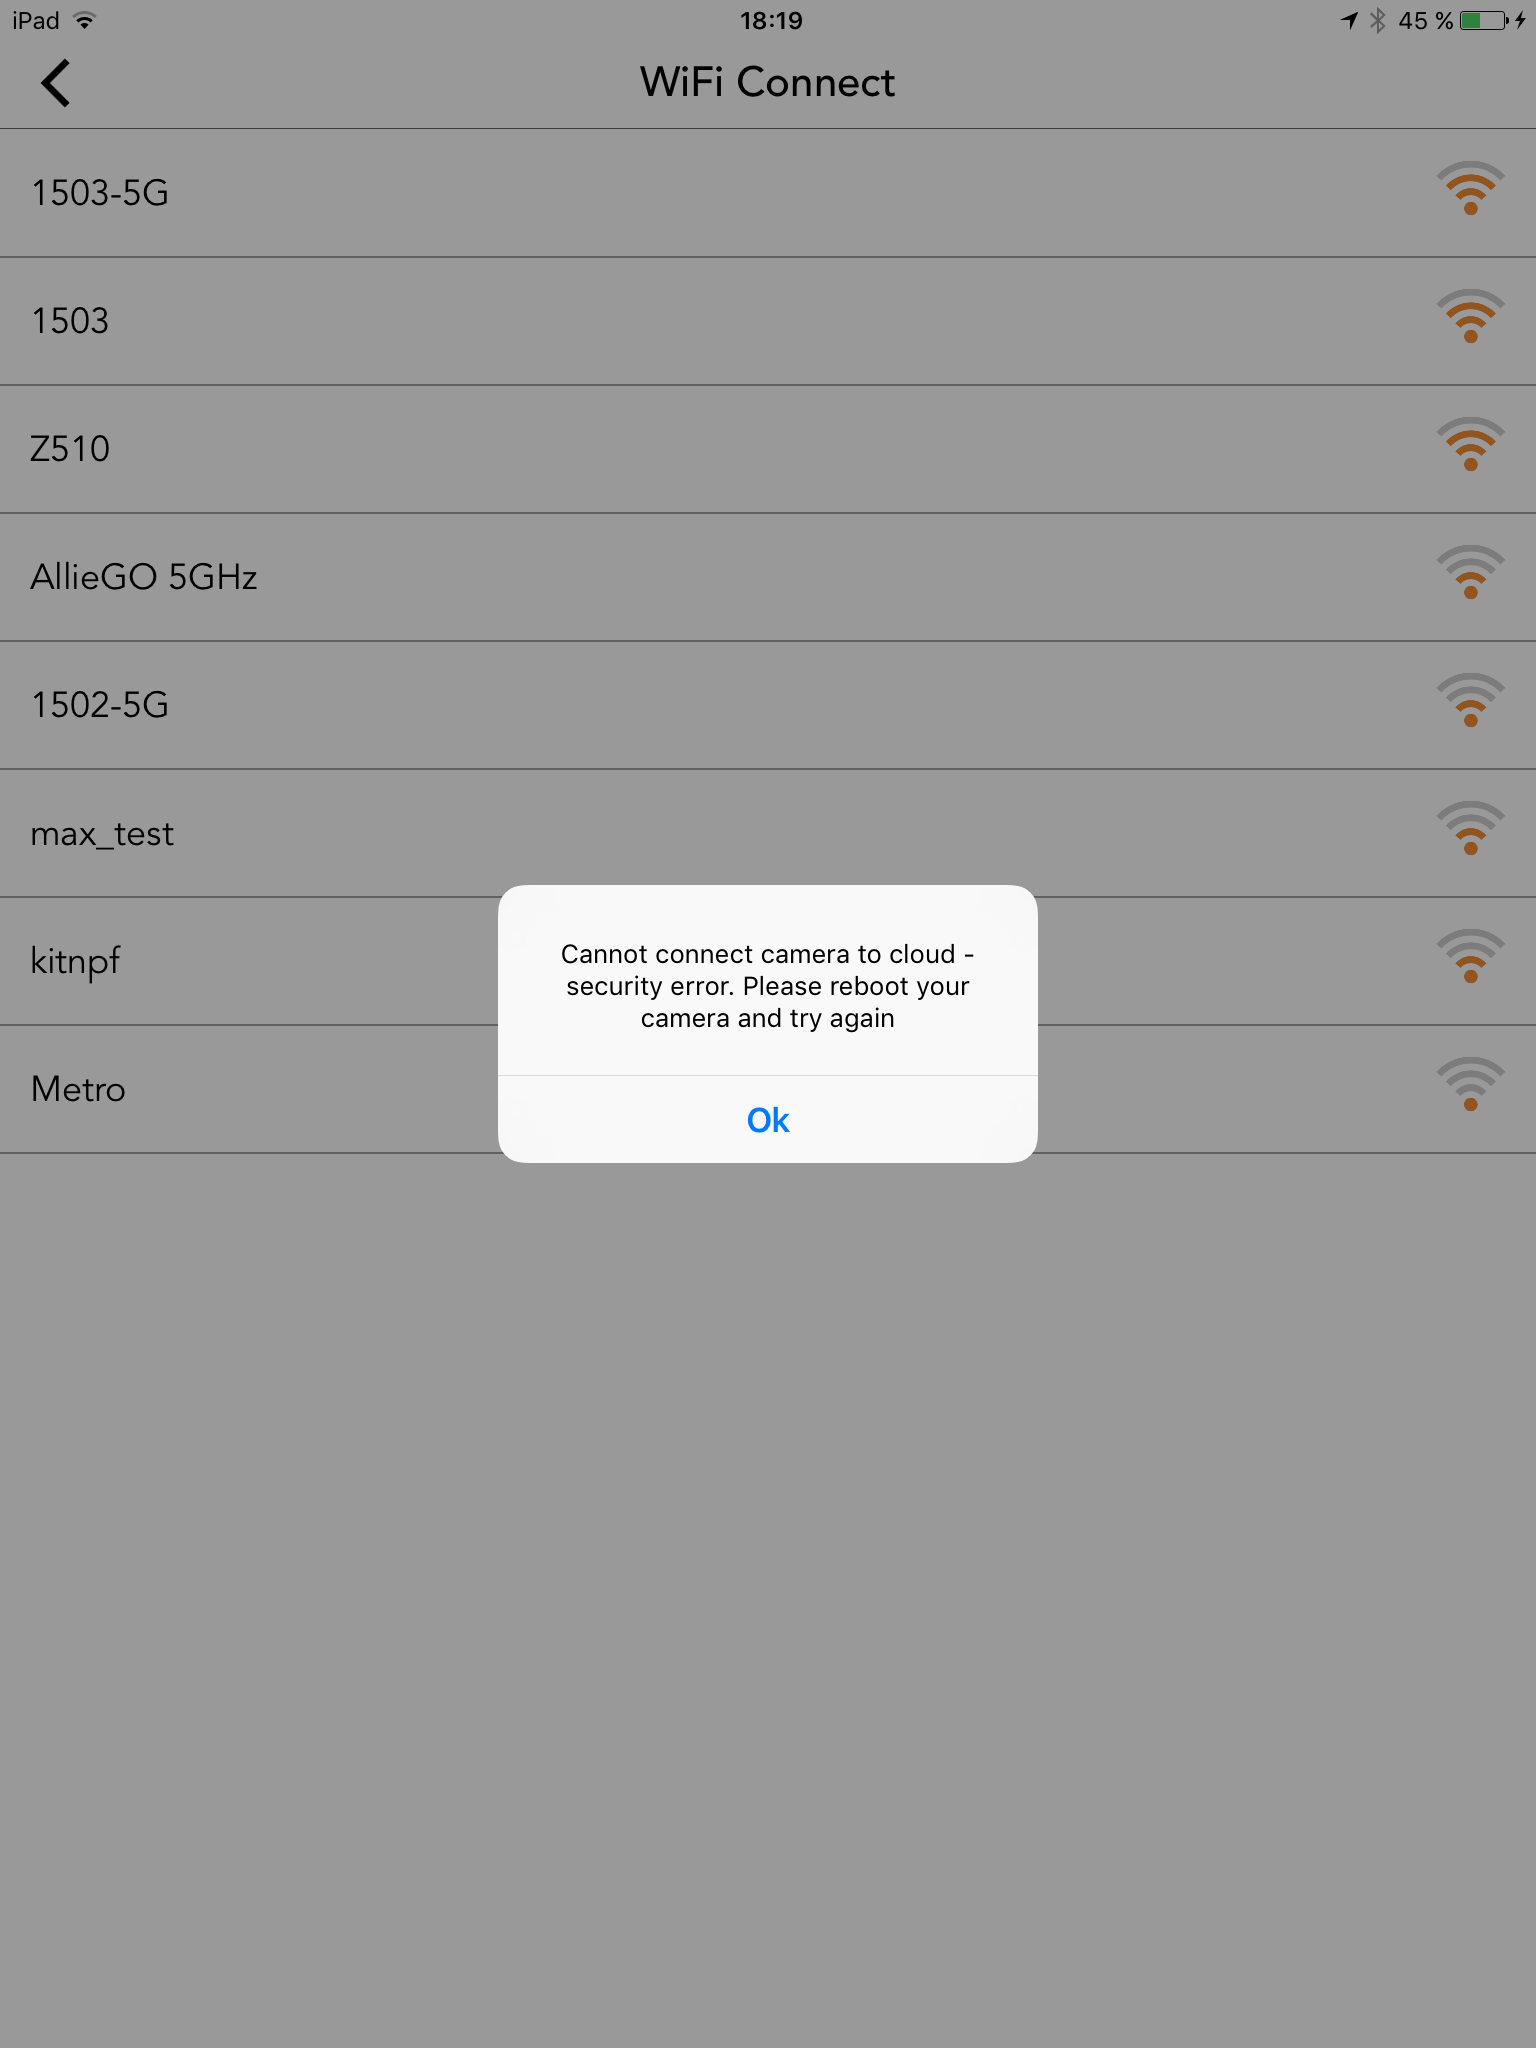 iPad 18:19 45 %
WiFi Connect
1503-5G
1503
Z510
AllieGO 5GHz
1502-5G
max_test
kitnpf
Metro
Cannot connect camera to cloud -
security error. Please reboot your
camera and try again
Ok